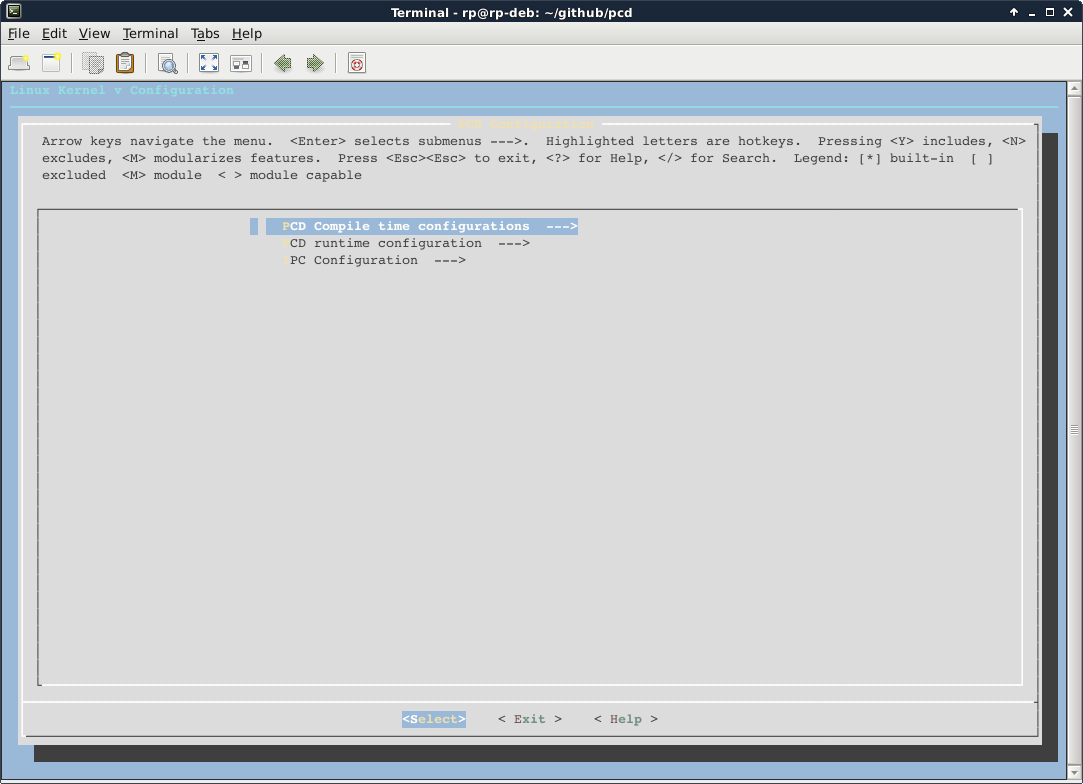 Terminal - rp@rp-deb: ~/github/pcd
File Edit View Terminal Tabs Help
Linux Kernel v Configuration
PCD Configuration
Arrow keys navigate the menu. <Enter> selects submenus --->. Highlighted letters are hotkeys. Pressing <Y> includes, <N>
excludes, <M> modularizes features. Press <Esc><Esc> to exit, <?> for Help, </> for Search. Legend: [*] built-in [ ]
excluded <M> module < > module capable
PCD Compile time configurations --->
PCD runtime configuration --->
IPC Configuration --->
<Select> < Exit > < Help >